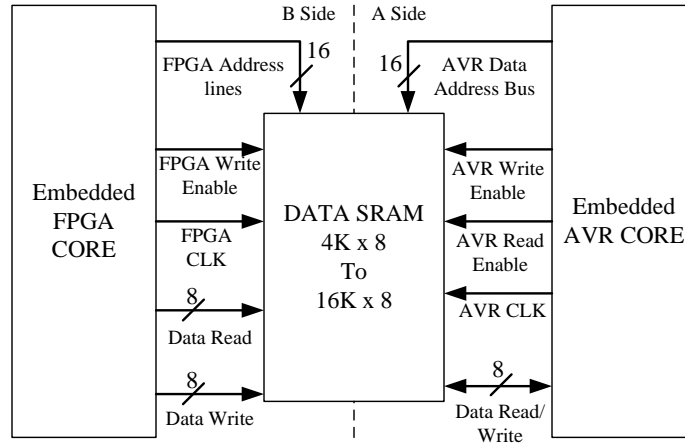 B Side
A Side
16
16
FPGA Address
lines
AVR Data
Address Bus
Embedded
FPGA
CORE
FPGA Write
Enable
FPGA
CLK
8
Data Read
8
Data Write
DATA SRAM
4K x 8
To
16K x 8
AVR Write
Enable
AVR Read
Enable
AVR CLK
8
Data Read/
Write
Embedded
AVR CORE